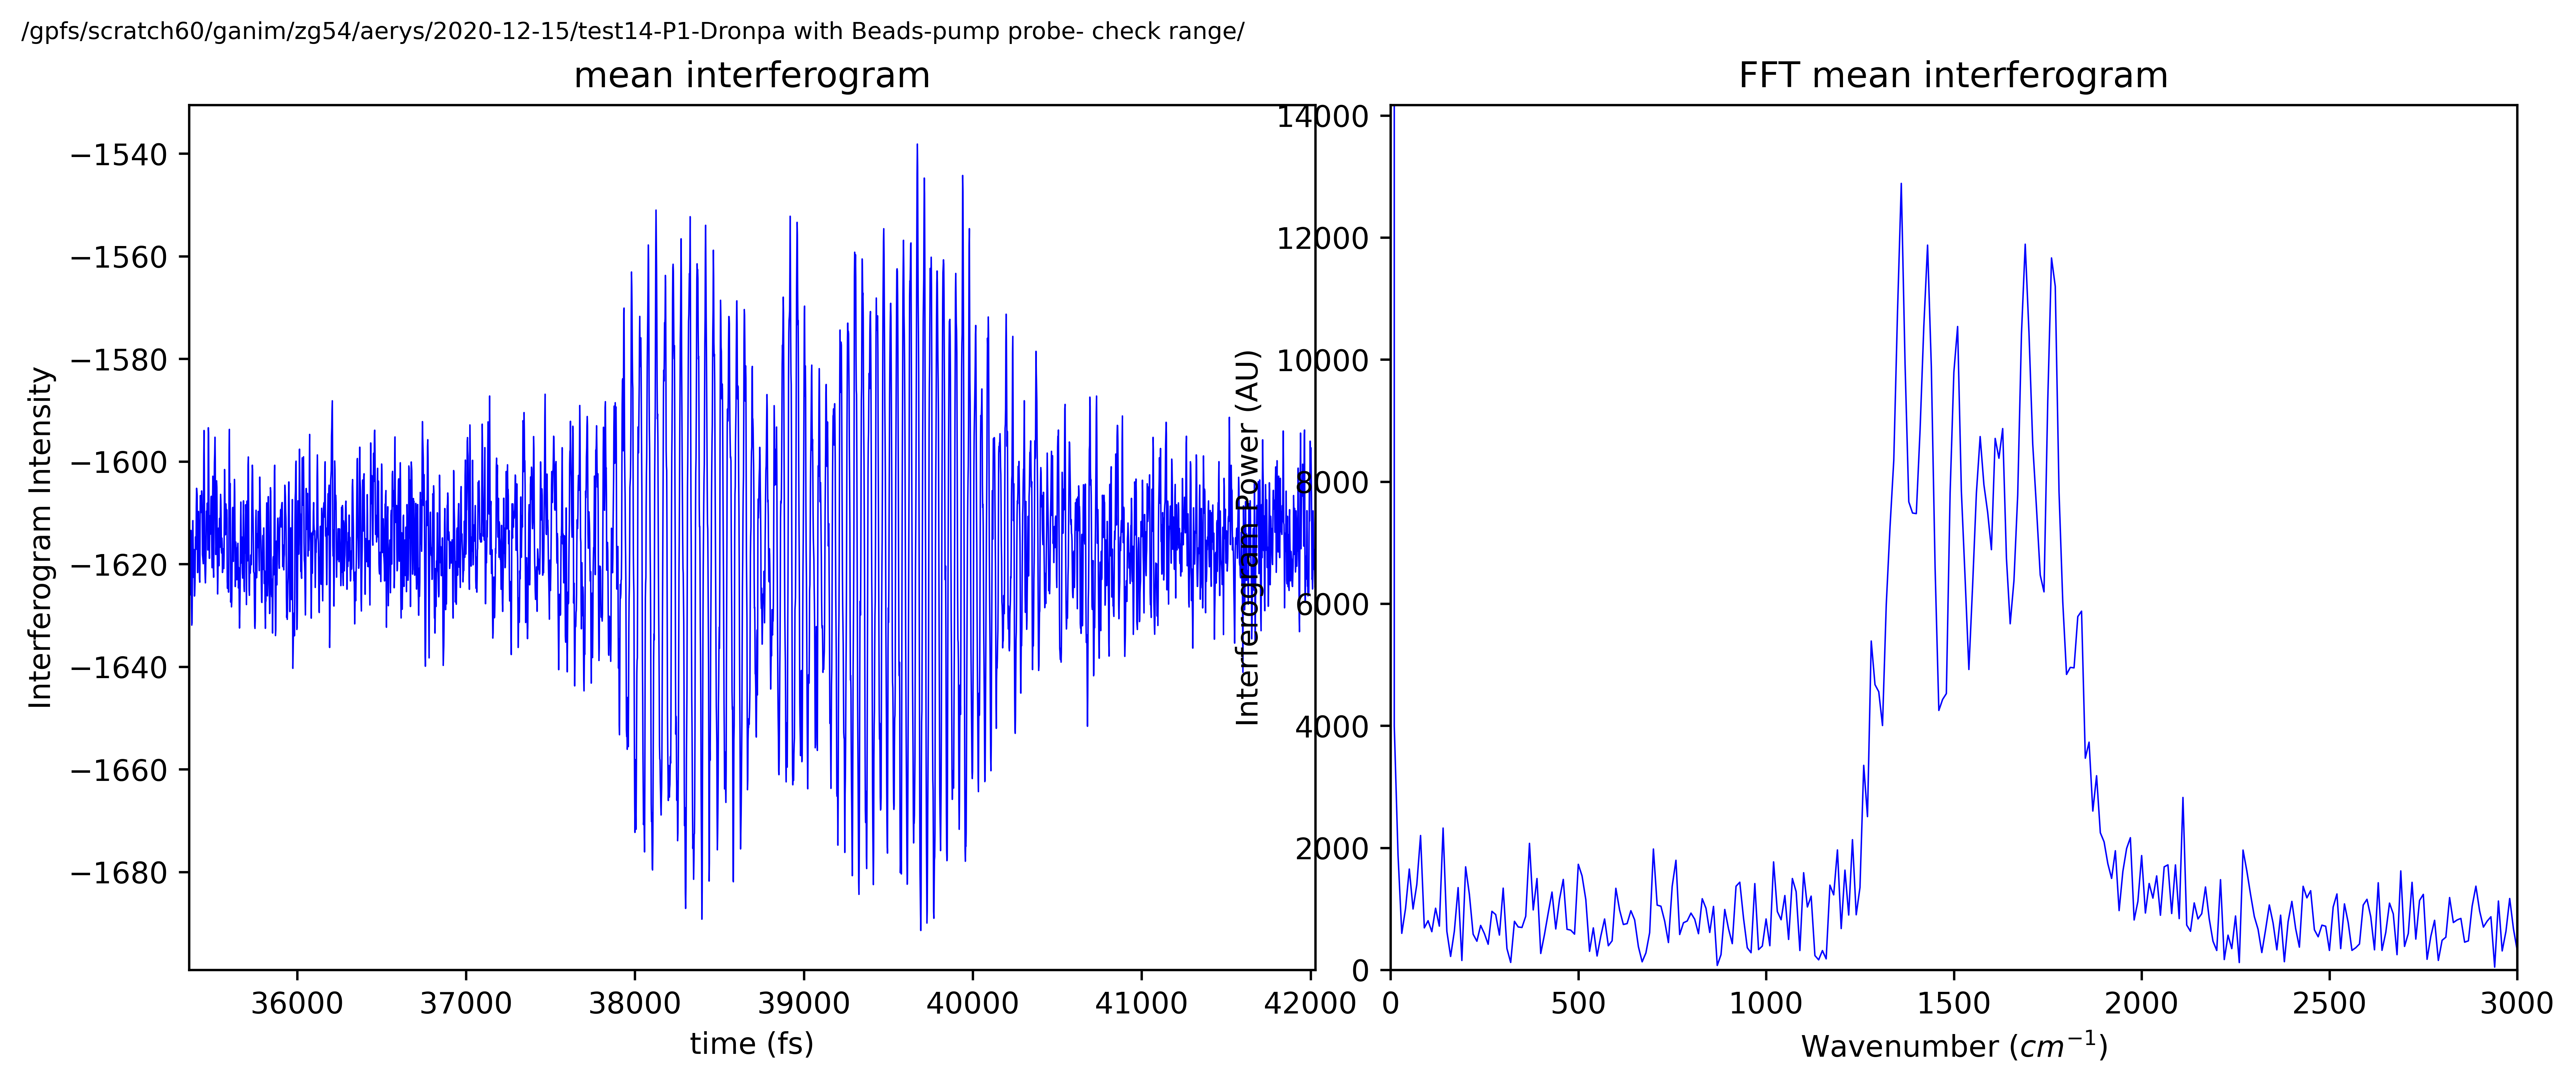 /gpfs/scratch60/ganim/zg54/aerys/2020-12-15/test14-P1-Dronpa with Beads-pump probe- check range/
mean interferogram
Interferogram Intensity
−1540
−1560
−1580
−1600
−1620
−1640
−1660
−1680
36000 37000 38000 39000 40000 41000 42000
time (fs)
FFT mean interferogram
Interferogram Power (AU)
14000
12000
10000
8000
6000
4000
2000
0
0 500 1000 1500 2000 2500 3000
Wavenumber (cm⁻¹)